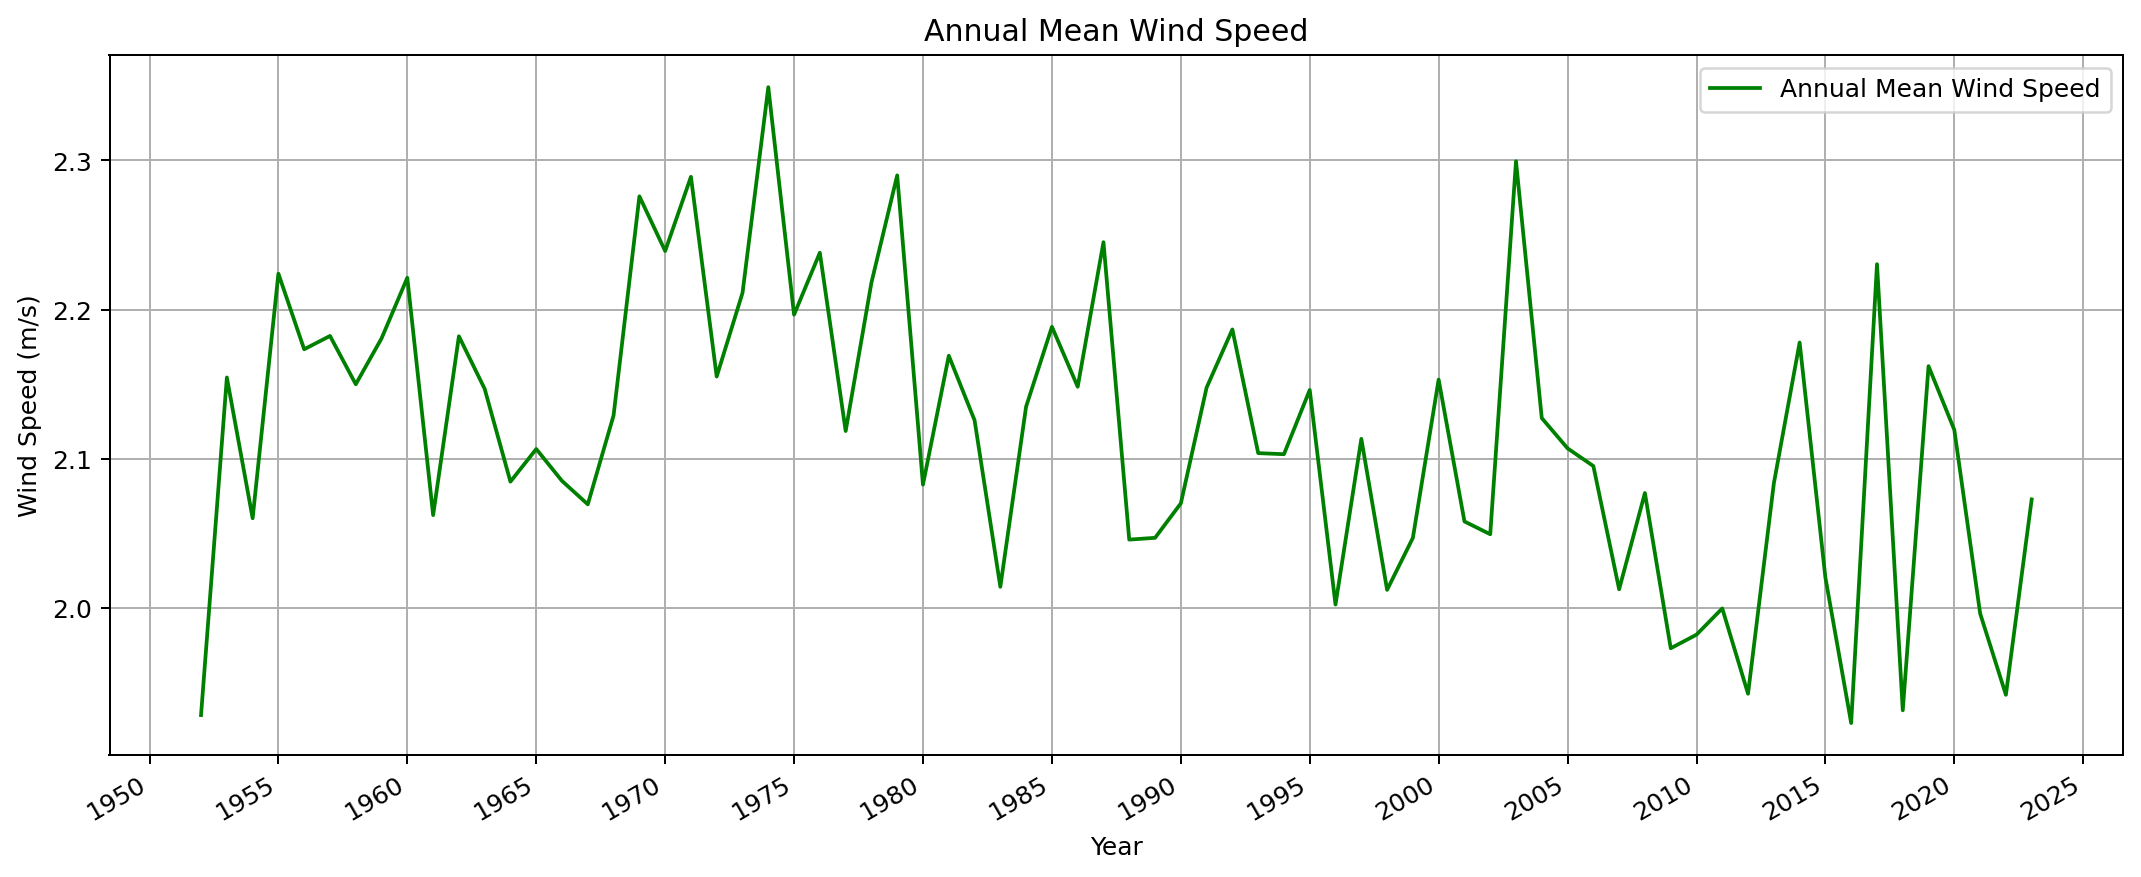 Annual Mean Wind Speed
Annual Mean Wind Speed
2.3
2.2
2.1
2.0
Wind Speed (m/s)
1950 1955 1960 1965 1970 1975 1980 1985 1990 1995 2000 2005 2010 2015 2020 2025
Year